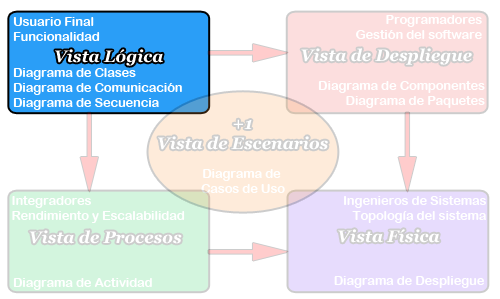 Usuario Final
Funcionalidad
Vista Lógica
Diagrama de Clases
Diagrama de Comunicación
Diagrama de Secuencia
Programadores
Gestión del software
Vista de Despliegue
Diagrama de Componentes
Diagrama de Paquetes
+1
Vista de Escenarios
Diagrama de
Casos de Uso
Integradores
Rendimiento y Escalabilidad
Vista de Procesos
Diagrama de Actividad
Ingenieros de Sistemas
Topología del sistema
Vista Física
Diagrama de Despliegue